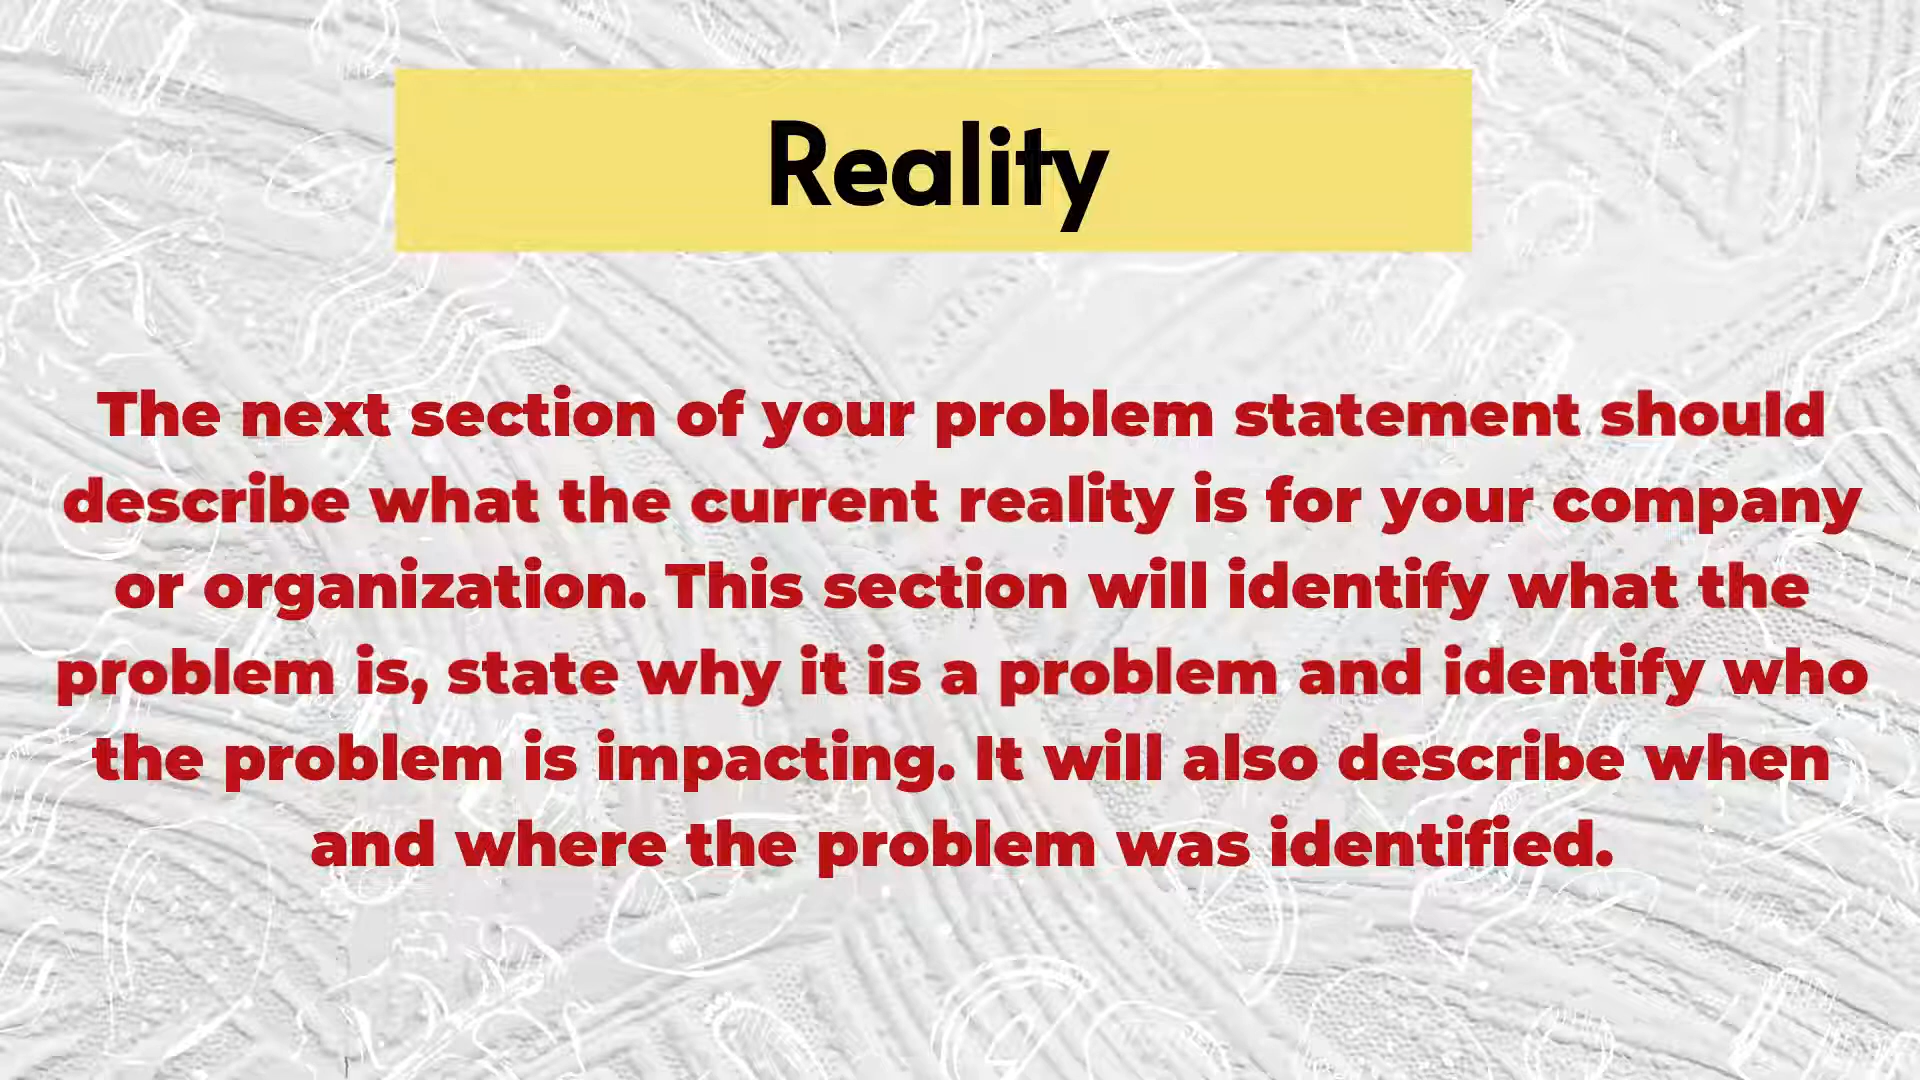 Reality
The next section of your problem statement should
describe what the current reality is for your company
or organization. This section will identify what the
problem is, state why it is a problem and identify who
the problem is impacting. It will also describe when
and where the problem was identified.